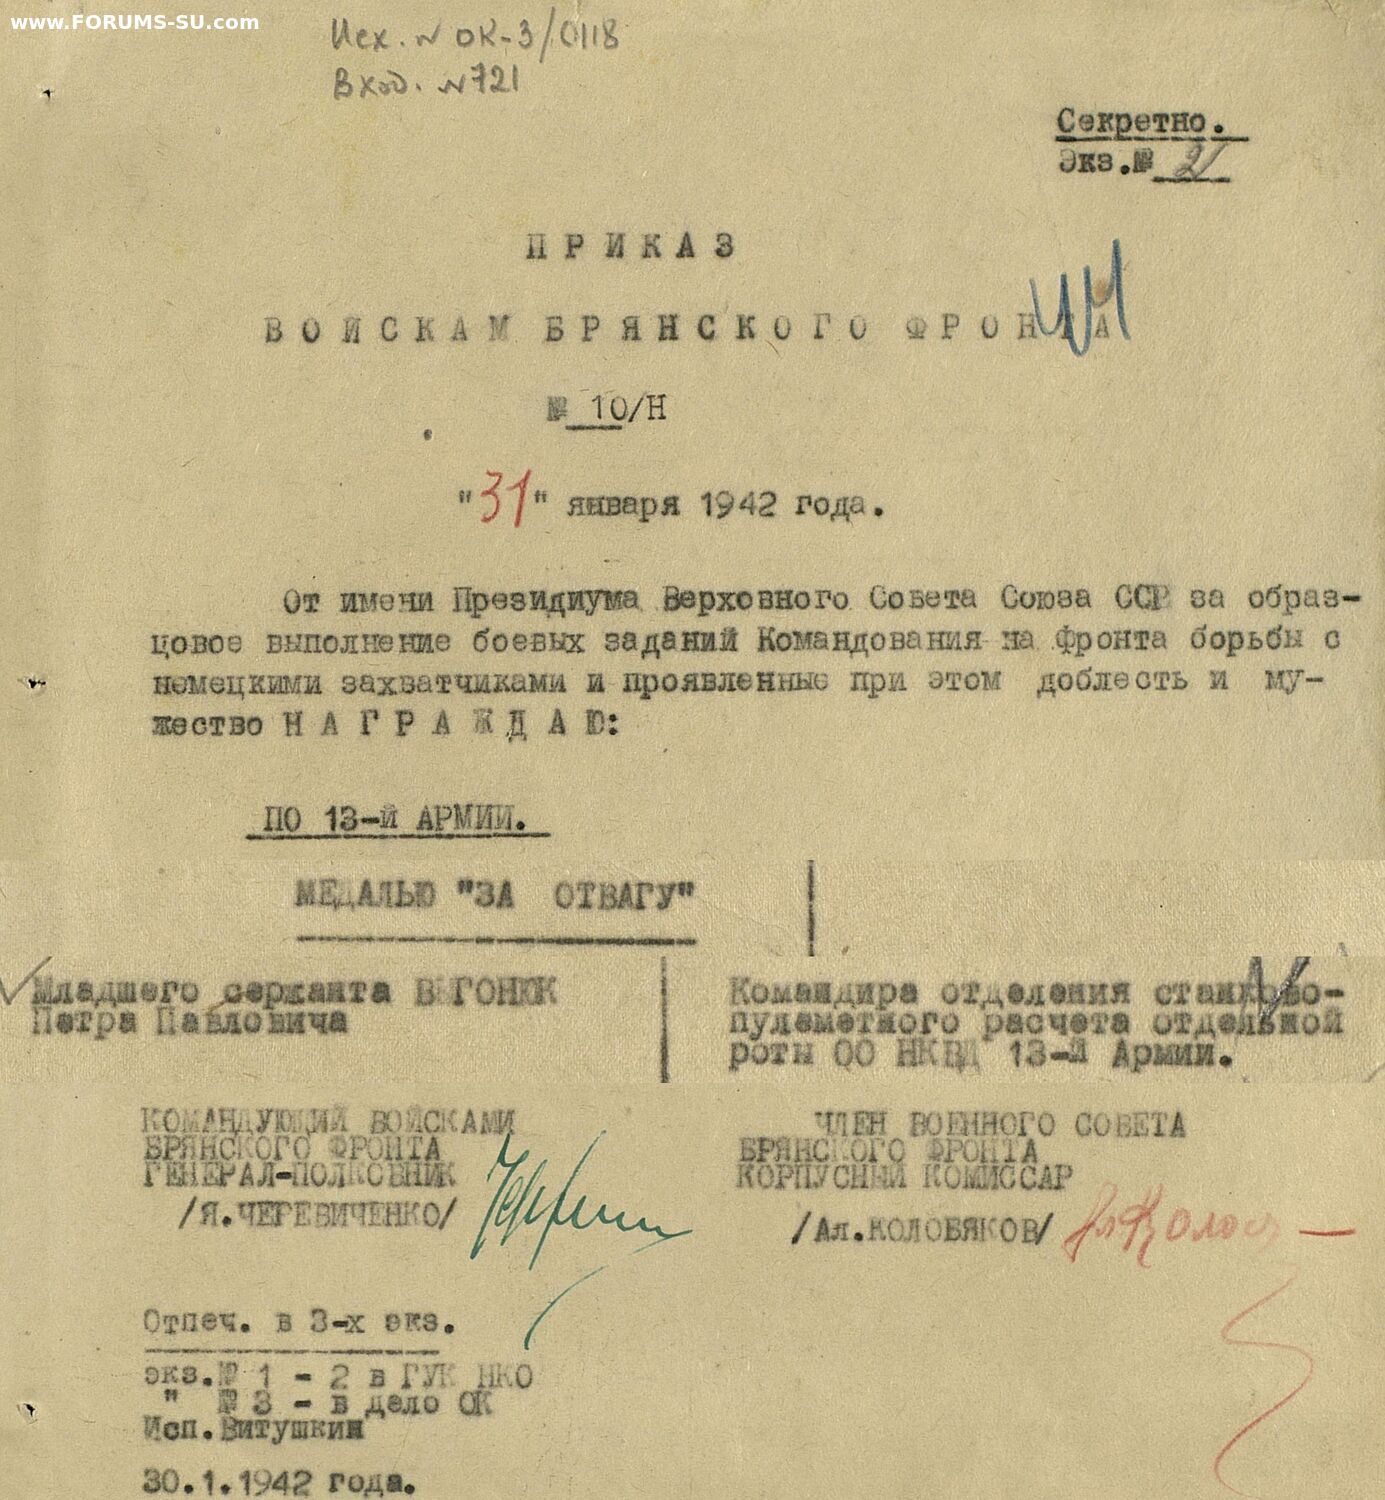 www.FORUMS-SU.com
Исх. № ОК-3/0118
Вход. № 721
Секретно.
Экз.№ 2
ПРИКАЗ
ВОЙСКАМ БРЯНСКОГО ФРОНТА
№ 10/Н
"31" января 1942 года.
От имени Президиума Верховного Совета Союза ССР за образ-
цовое выполнение боевых заданий Командования на фронта борьбы с
немецкими захватчиками и проявленные при этом доблесть и му-
жество НАГРАЖДАЮ:
ПО 13-й АРМИИ.
МЕДАЛЬЮ "ЗА ОТВАГУ"
Младшего сержанта ВЫГОНЮК
Петра Павловича
Командира отделения станково-
пулеметного расчета отдельной
роты ОО НКВД 13-й Армии.
КОМАНДУЮЩИЙ ВОЙСКАМИ
БРЯНСКОГО ФРОНТА
ГЕНЕРАЛ-ПОЛКОВНИК
/Я.ЧЕРЕВИЧЕНКО/
ЧЛЕН ВОЕННОГО СОВЕТА
БРЯНСКОГО ФРОНТА
КОРПУСНЫЙ КОМИССАР
/Ал.КОЛОБЯКОВ/
Отпеч. в 3-х экз.
экз.№ 1 - 2 в ГУК НКО
" № 3 - в дело ОК
Исп.Витушкин
30.1.1942 года.